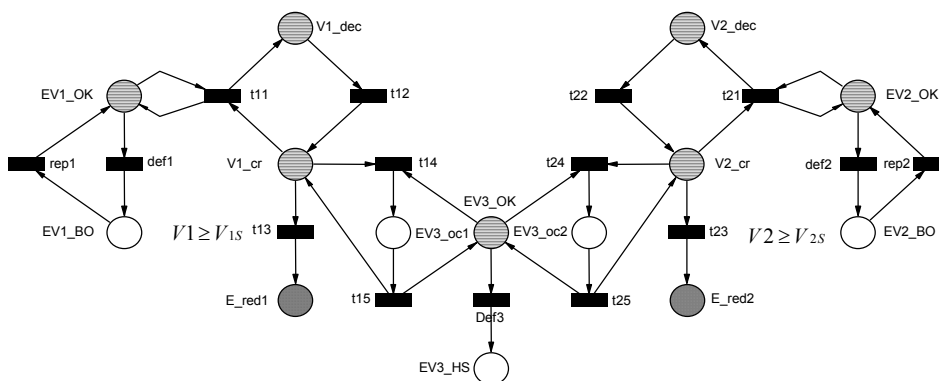 V1_dec
V2_dec
EV1_OK
t11
t12
t22
t21
EV2_OK
rep1
def1
V1_cr
t14
t24
V2_cr
def2
rep2
EV3_OK
EV1_BO
V1 ≥ V1s
t13
EV3_oc1
EV3_oc2
t23
V2 ≥ V2s
EV2_BO
E_red1
t15
Def3
t25
E_red2
EV3_HS